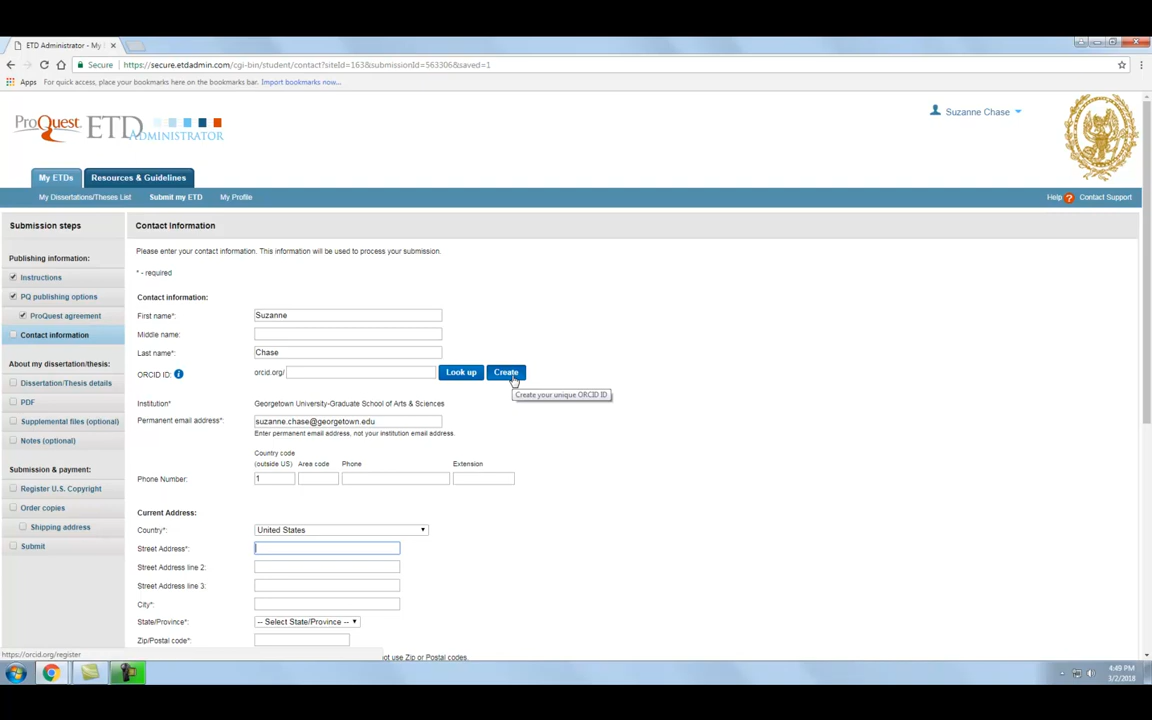 ETD Administrator - My
Secure https://secure.etdadmin.com/cgi-bin/student/contact?siteId=163&submissionId=563306&saved=1
Apps For quick access, place your bookmarks here on the bookmarks bar. Import bookmarks now...
ProQuest ETD ADMINISTRATOR
Suzanne Chase
My ETDs Resources & Guidelines
My Dissertations/Theses List Submit my ETD My Profile Help ? Contact Support
Submission steps
Publishing information:
Instructions
PQ publishing options
ProQuest agreement
Contact information
About my dissertation/thesis:
Dissertation/Thesis details
PDF
Supplemental files (optional)
Notes (optional)
Submission & payment:
Register U.S. Copyright
Order copies
Shipping address
Submit
Contact Information
Please enter your contact information. This information will be used to process your submission.
* - required
Contact information:
First name*: Suzanne
Middle name:
Last name*: Chase
ORCID ID: i orcid.org/ Look up Create
Create your unique ORCID ID
Institution* Georgetown University-Graduate School of Arts & Sciences
Permanent email address*: suzanne.chase@georgetown.edu
Enter permanent email address, not your institution email address.
Country code
(outside US) Area code Phone Extension
Phone Number: 1
Current Address:
Country*: United States
Street Address*:
Street Address line 2:
Street Address line 3:
City*:
State/Province*: -- Select State/Province --
Zip/Postal code*:
not use Zip or Postal codes.
https://orcid.org/register
4:49 PM
3/2/2018